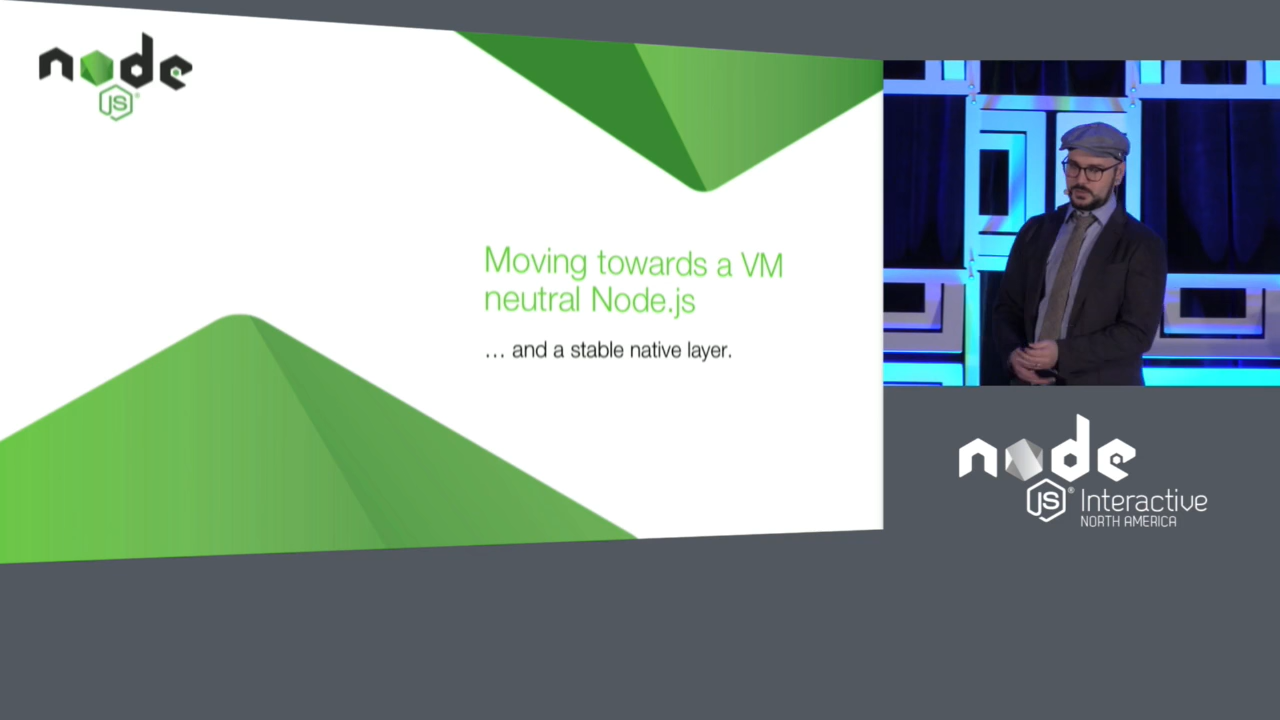 node
JS®
Moving towards a VM
neutral Node.js
... and a stable native layer.
node
JS® Interactive
NORTH AMERICA